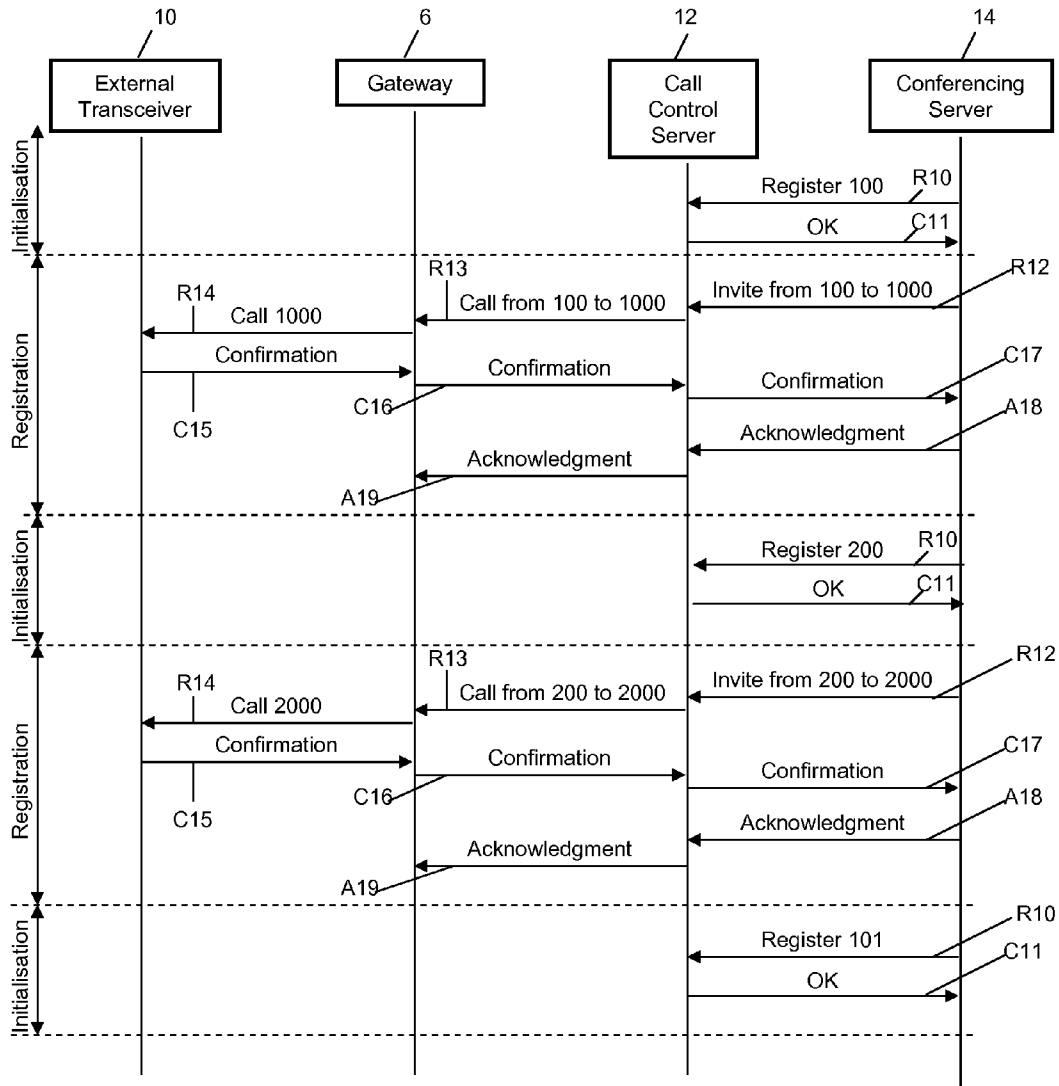 10
6
12
14
External
Transceiver
Gateway
Call
Control
Server
Conferencing
Server
Initialisation
Register 100
R10
OK
C11
Registration
R12
Invite from 100 to 1000
R13
Call from 100 to 1000
R14
Call 1000
Confirmation
C15
Confirmation
C16
Confirmation
C17
A18
Acknowledgment
Acknowledgment
A19
Initialisation
Register 200
R10
OK
C11
Registration
R12
Invite from 200 to 2000
R13
Call from 200 to 2000
R14
Call 2000
Confirmation
C15
Confirmation
C16
Confirmation
C17
A18
Acknowledgment
Acknowledgment
A19
Initialisation
R10
Register 101
C11
OK